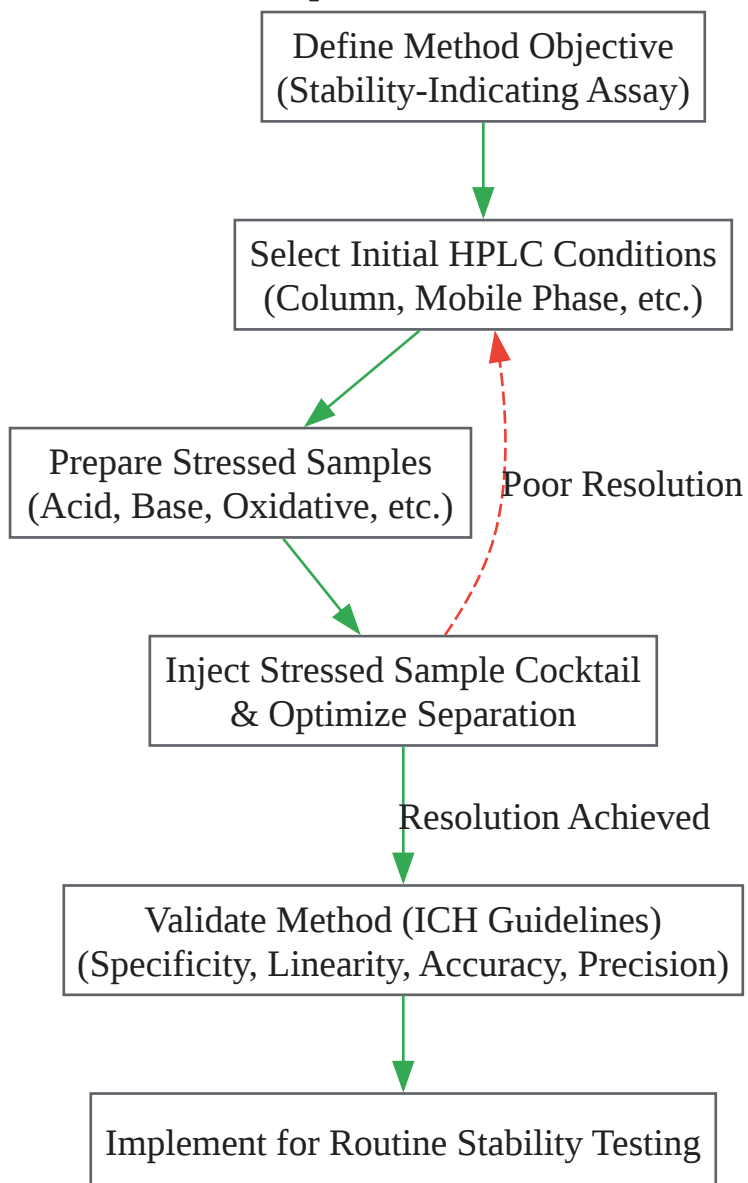 Define Method Objective
(Stability-Indicating Assay)
Select Initial HPLC Conditions
(Column, Mobile Phase, etc.)
Prepare Stressed Samples
(Acid, Base, Oxidative, etc.)
Poor Resolution
Inject Stressed Sample Cocktail
& Optimize Separation
Resolution Achieved
Validate Method (ICH Guidelines)
(Specificity, Linearity, Accuracy, Precision)
Implement for Routine Stability Testing